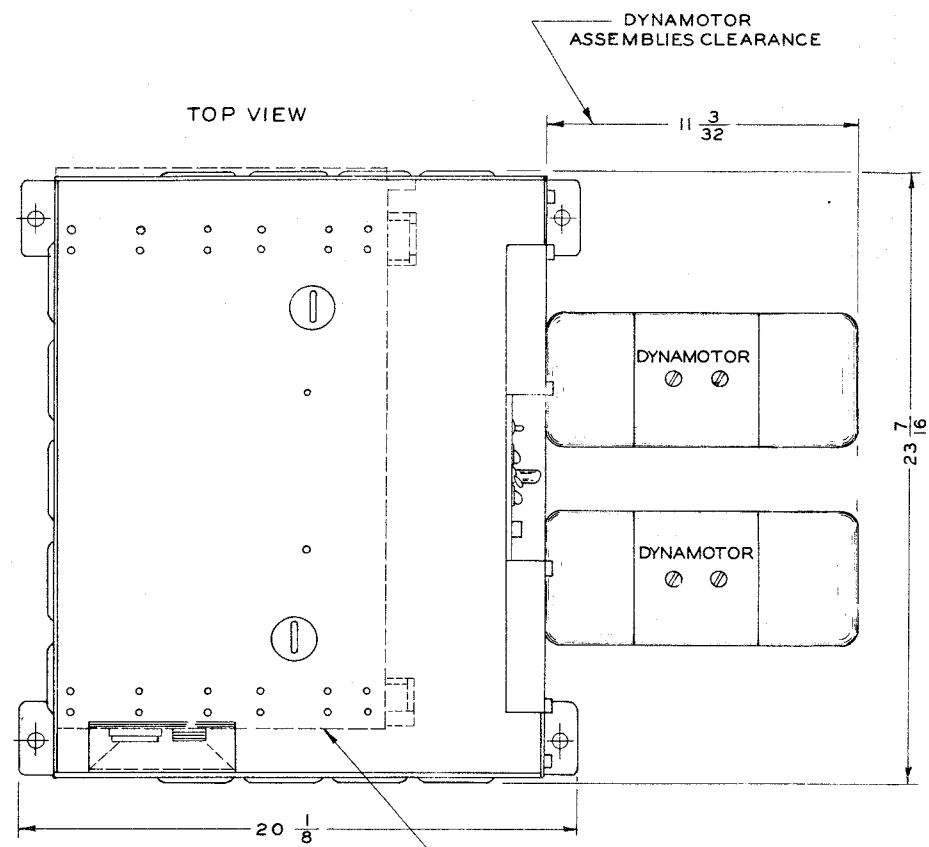 DYNAMOTOR
ASSEMBLIES CLEARANCE
TOP VIEW
11 3/32
DYNAMOTOR
23 7/16
DYNAMOTOR
20 1/8